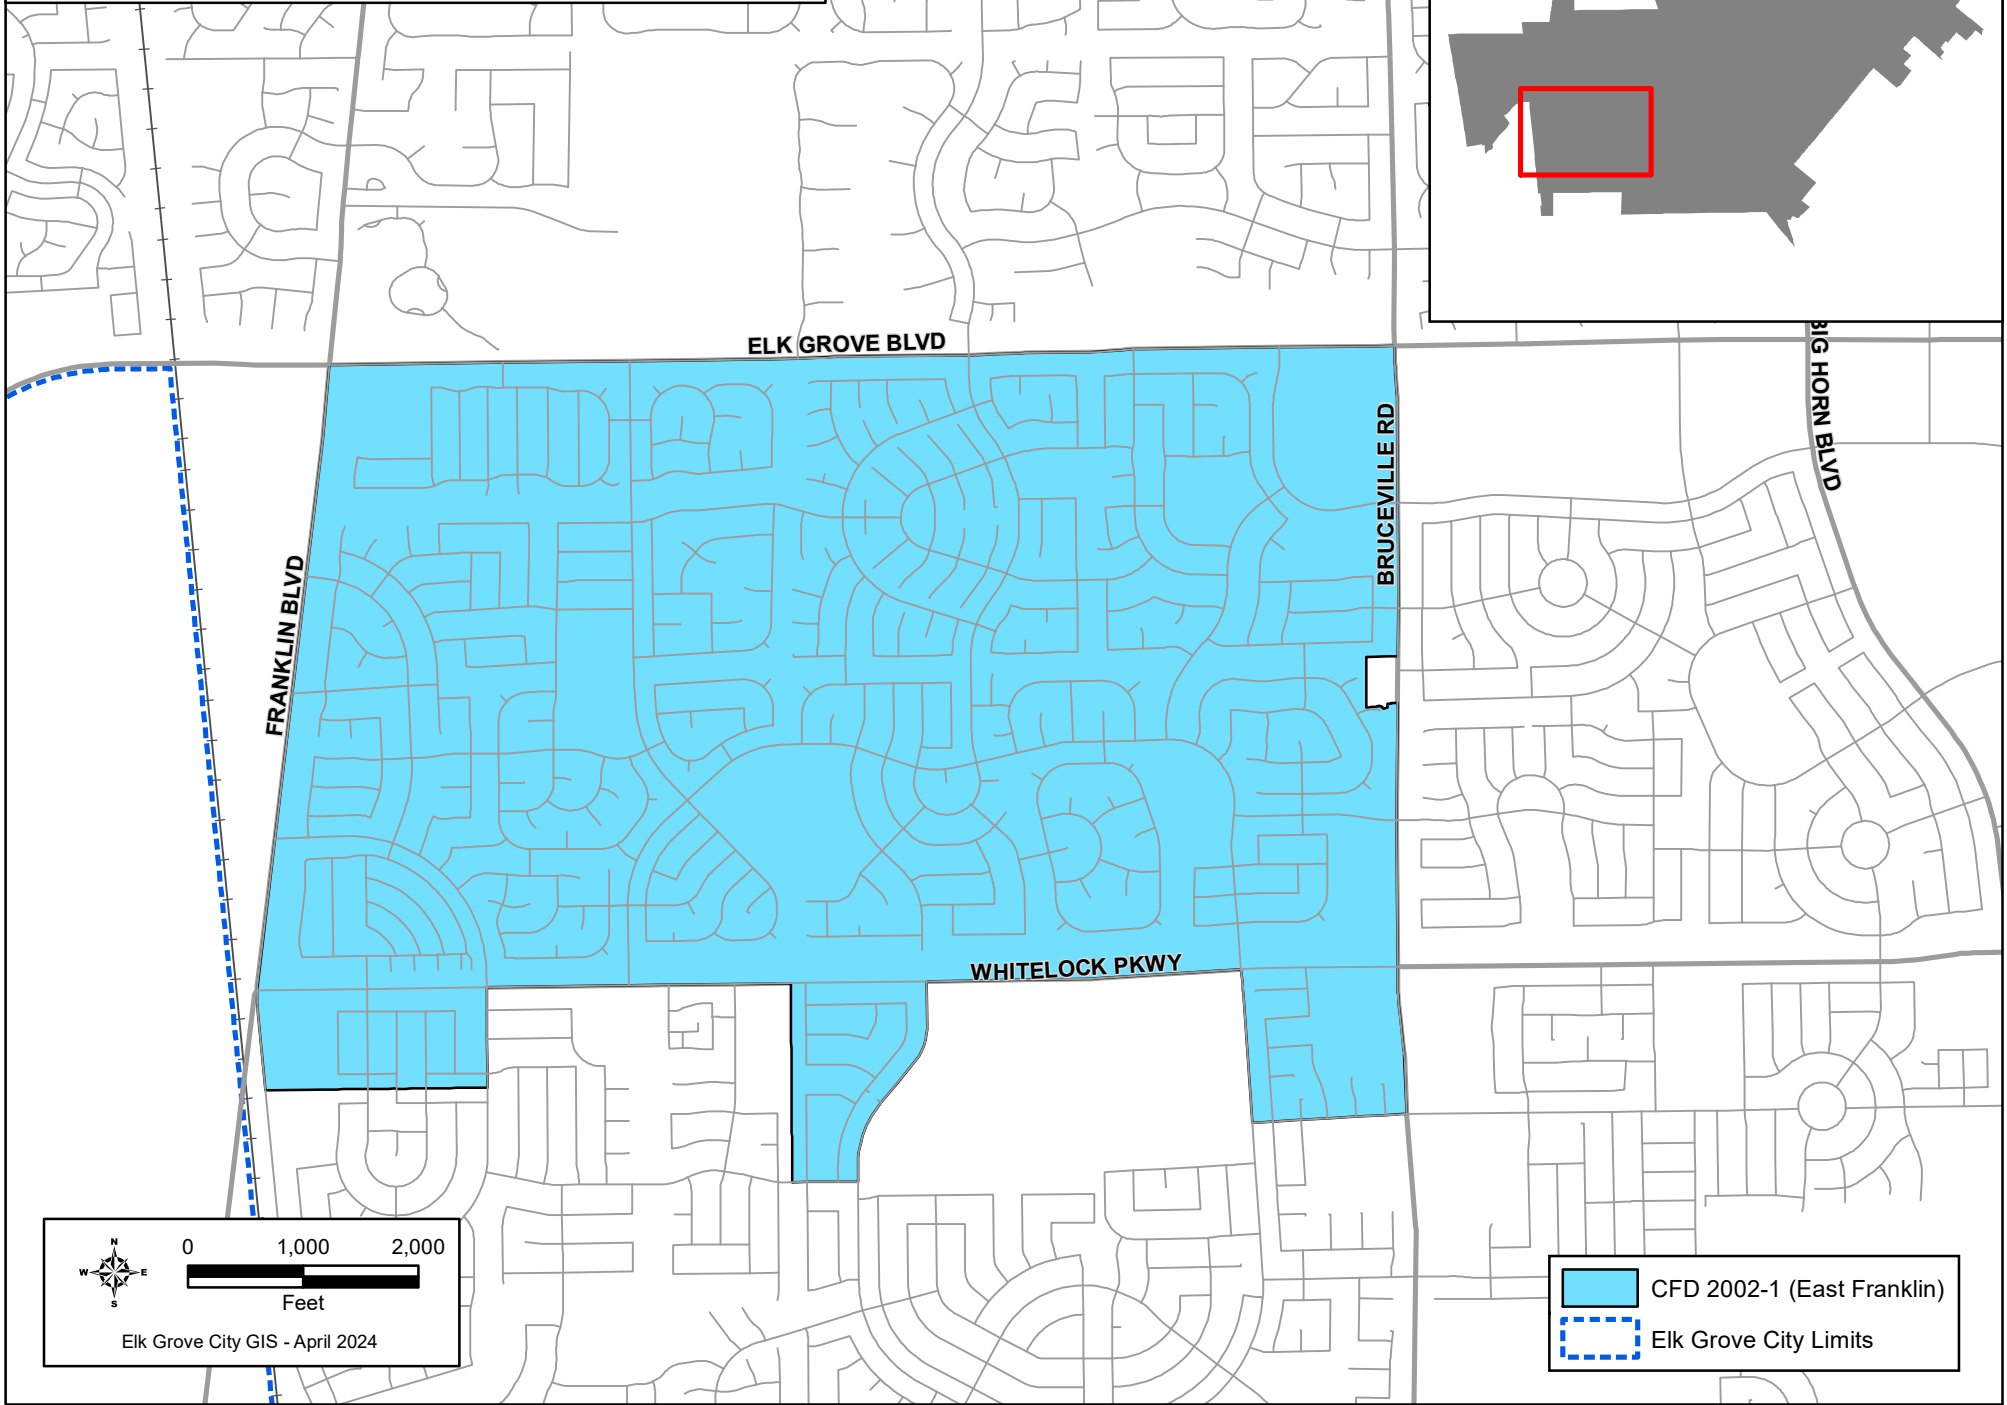 ELK GROVE BLVD
BIG HORN BLVD
BRUCEVILLE RD
FRANKLIN BLVD
WHITELOCK PKWY
N
W E
S
0 1,000 2,000
Feet
Elk Grove City GIS - April 2024
CFD 2002-1 (East Franklin)
Elk Grove City Limits